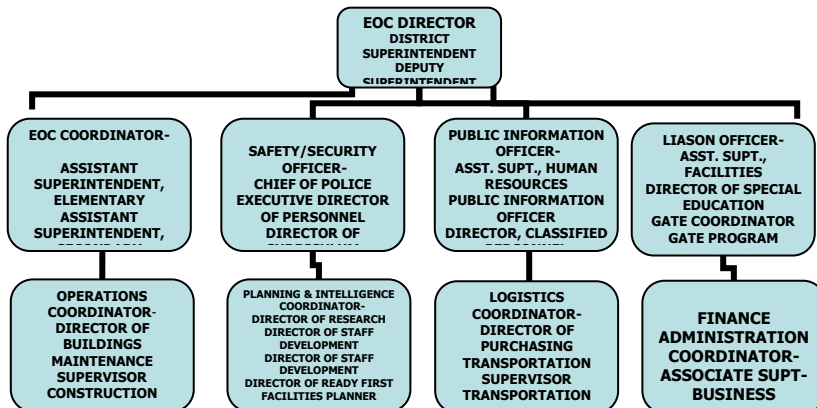 EOC DIRECTOR
DISTRICT
SUPERINTENDENT
DEPUTY
SUPERINTENDENT
EOC COORDINATOR-
ASSISTANT
SUPERINTENDENT,
ELEMENTARY
ASSISTANT
SUPERINTENDENT,
SAFETY/SECURITY
OFFICER-
CHIEF OF POLICE
EXECUTIVE DIRECTOR
OF PERSONNEL
DIRECTOR OF
PUBLIC INFORMATION
OFFICER-
ASST. SUPT., HUMAN
RESOURCES
PUBLIC INFORMATION
OFFICER
DIRECTOR, CLASSIFIED
LIASON OFFICER-
ASST. SUPT.,
FACILITIES
DIRECTOR OF SPECIAL
EDUCATION
GATE COORDINATOR
GATE PROGRAM
OPERATIONS
COORDINATOR-
DIRECTOR OF
BUILDINGS
MAINTENANCE
SUPERVISOR
CONSTRUCTION
PLANNING & INTELLIGENCE
COORDINATOR-
DIRECTOR OF RESEARCH
DIRECTOR OF STAFF
DEVELOPMENT
DIRECTOR OF STAFF
DEVELOPMENT
DIRECTOR OF READY FIRST
FACILITIES PLANNER
LOGISTICS
COORDINATOR-
DIRECTOR OF
PURCHASING
TRANSPORTATION
SUPERVISOR
TRANSPORTATION
FINANCE
ADMINISTRATION
COORDINATOR-
ASSOCIATE SUPT-
BUSINESS